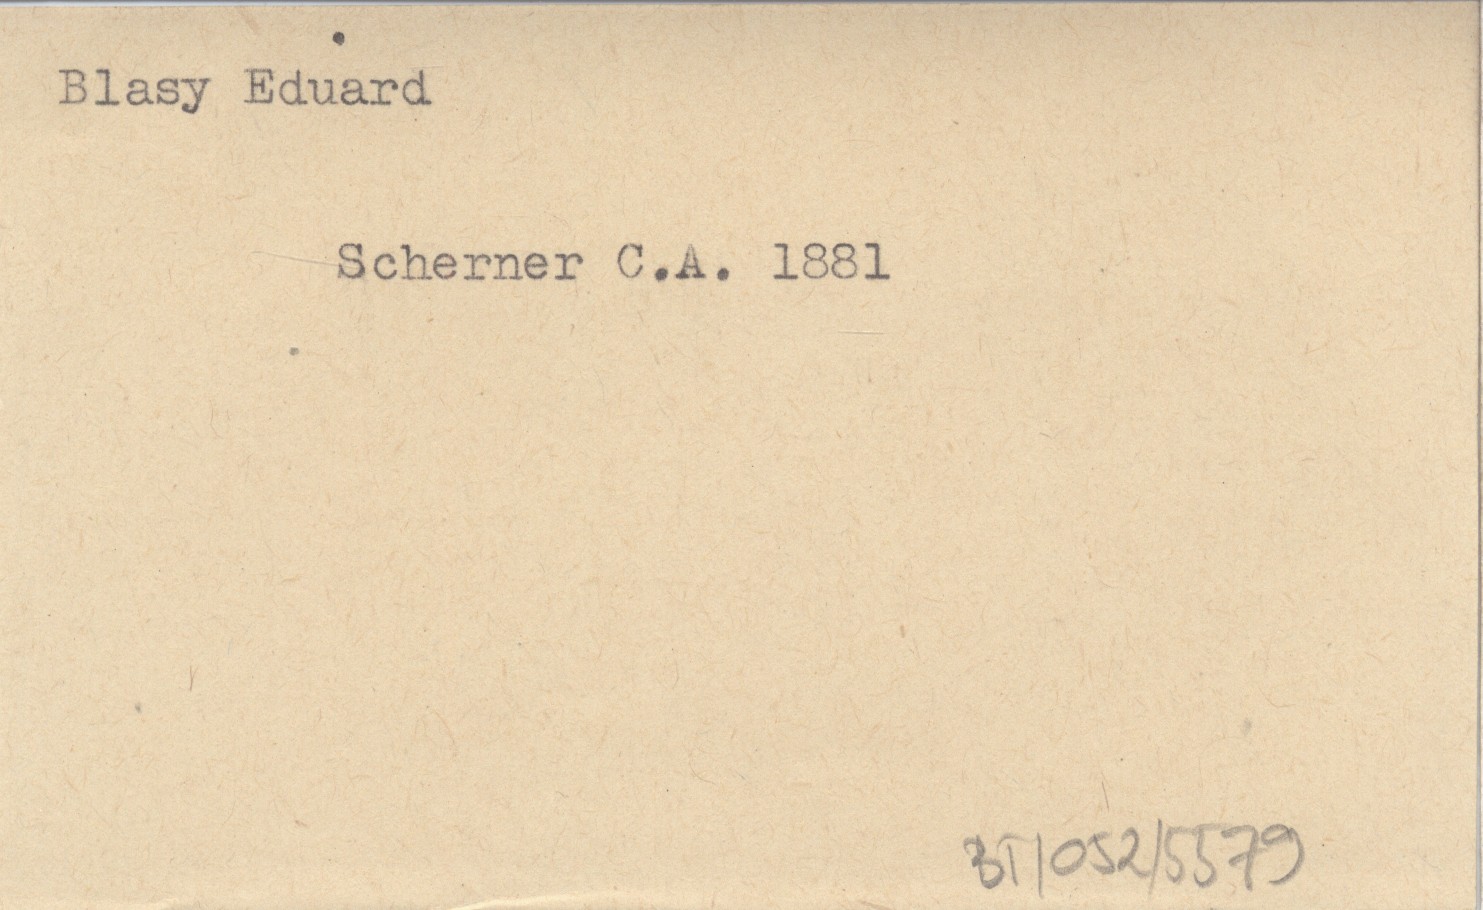 Blasy Eduard
Scherner C.A. 1881
BT/052/5579